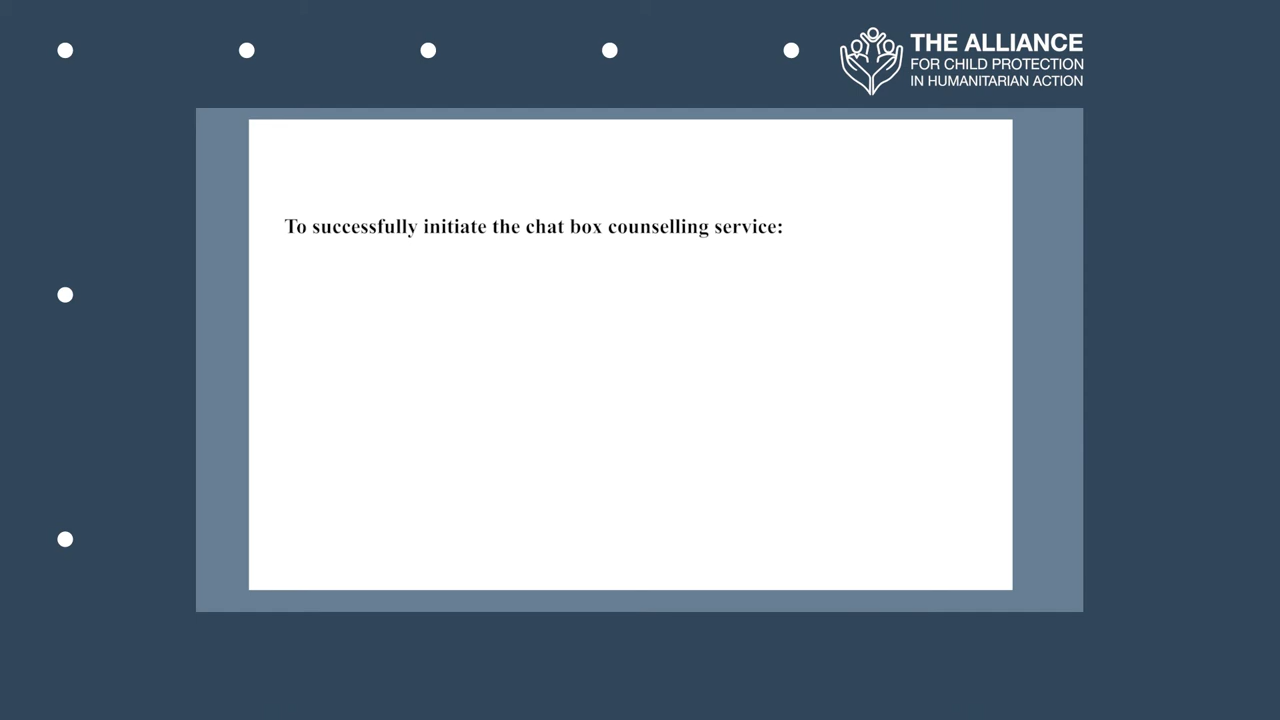 THE ALLIANCE
FOR CHILD PROTECTION
IN HUMANITARIAN ACTION
To successfully initiate the chat box counselling service: